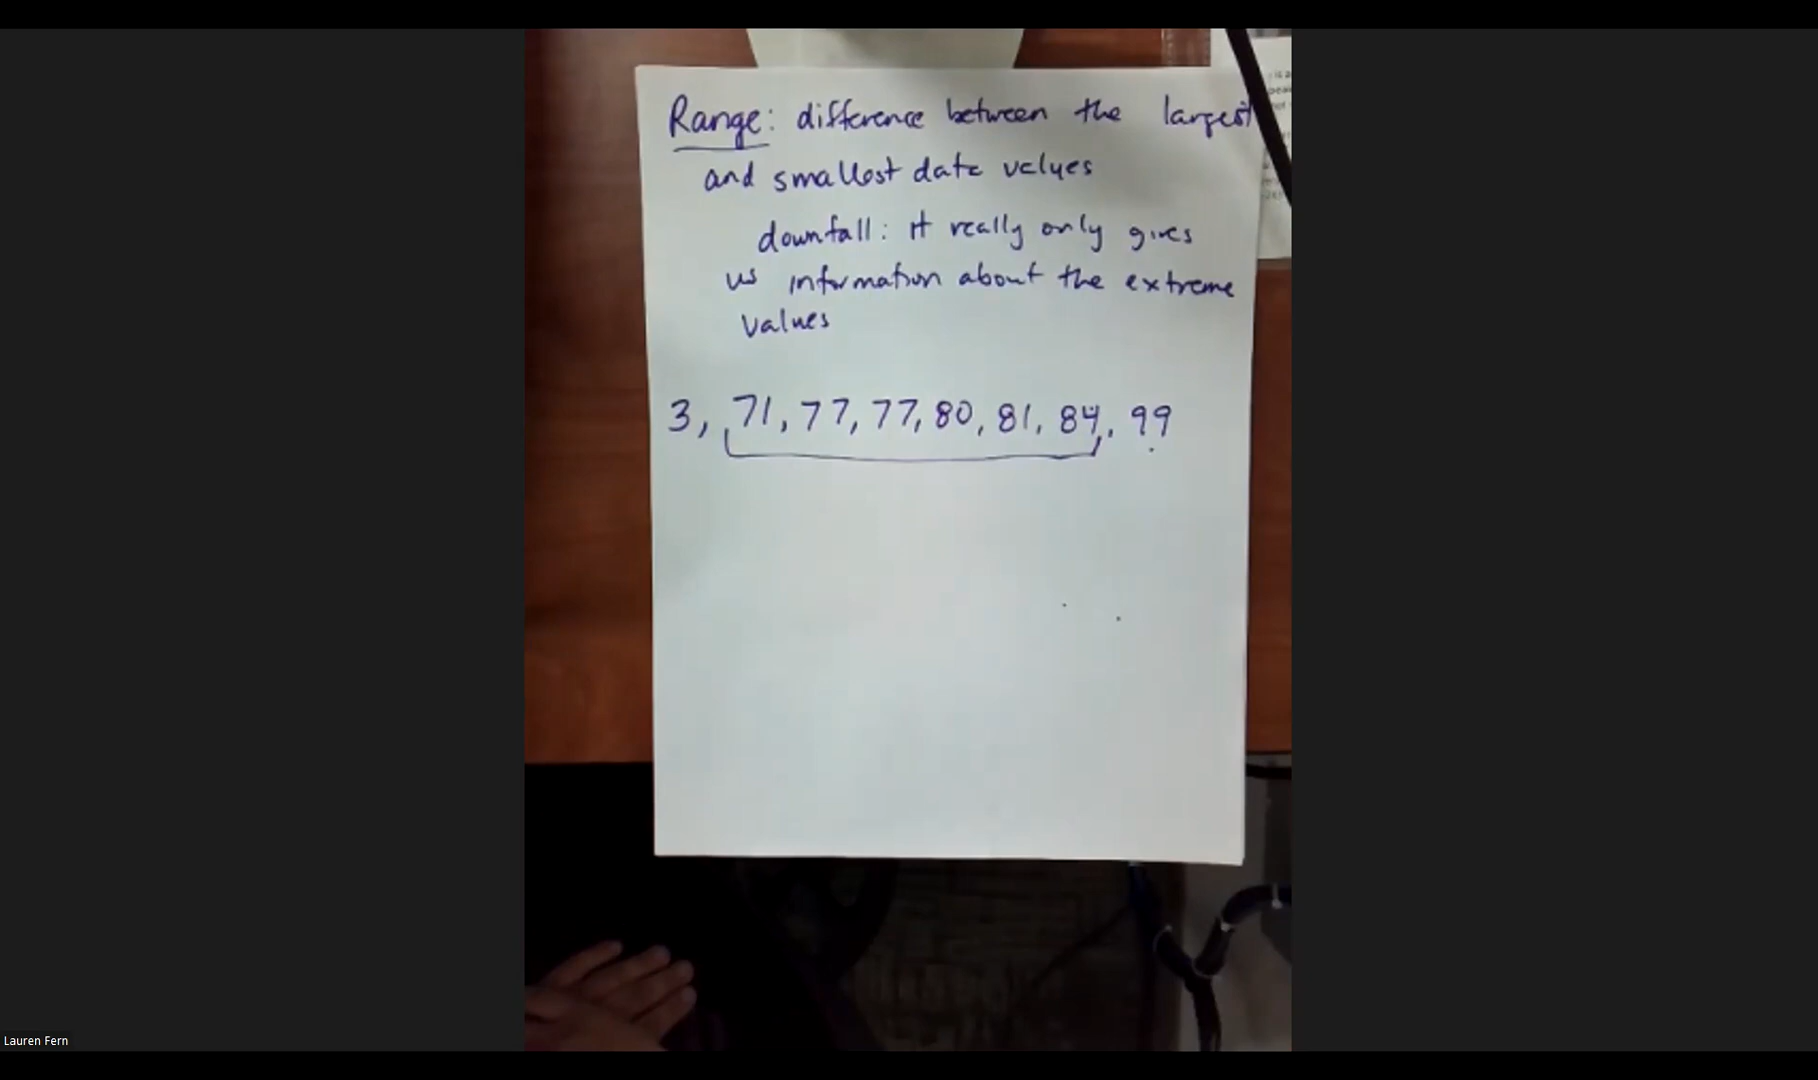 Range: difference between the largest
and smallest data values
downfall: it really only gives
us information about the extreme
values
3, 71, 77, 77, 80, 81, 84, 99
Lauren Fern